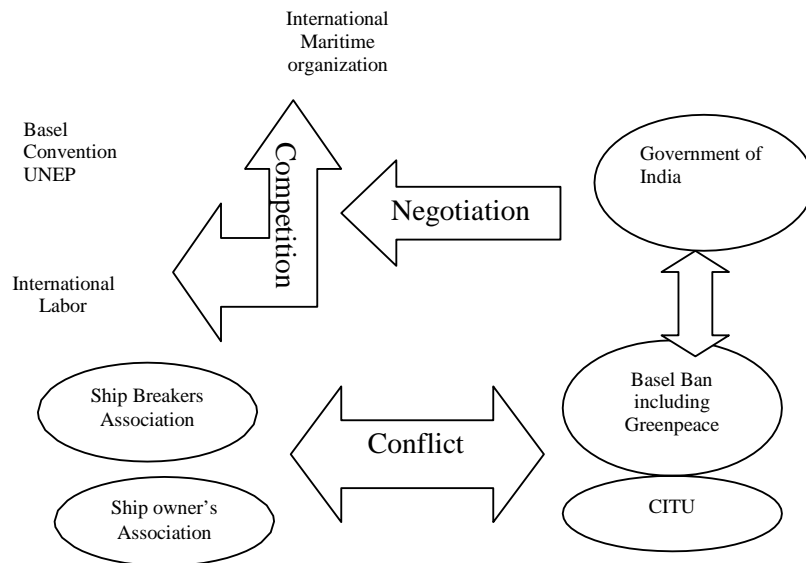 International
Maritime
organization
Basel
Convention
UNEP
Competition
Negotiation
Government of
India
International
Labor
Ship Breakers
Association
Conflict
Basel Ban
including
Greenpeace
Ship owner's
Association
CITU